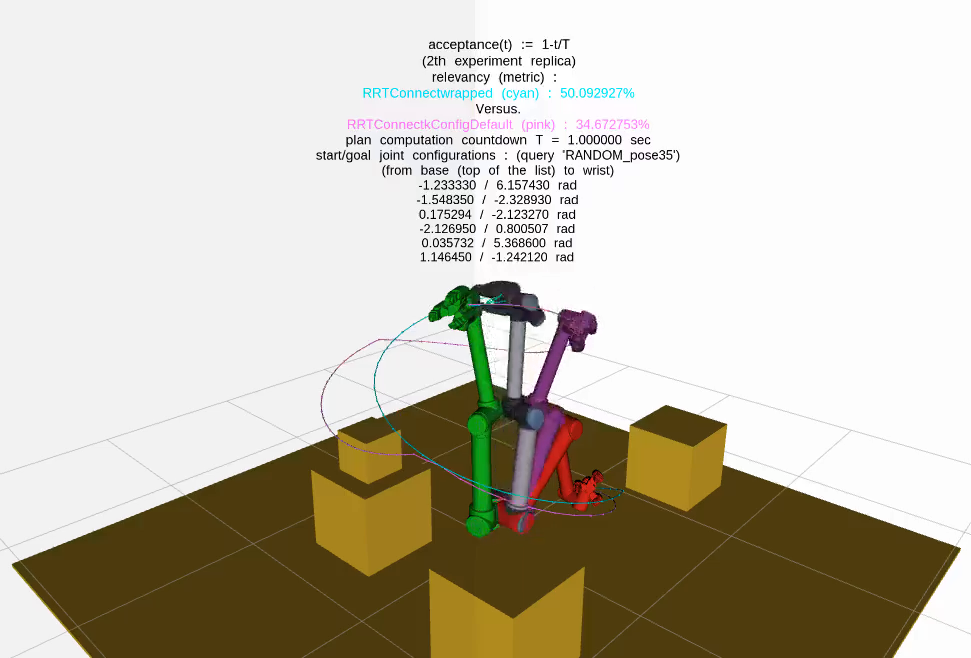 acceptance(t) := 1-t/T
(2th experiment replica)
relevancy (metric) :
RRTConnectwrapped (cyan) : 50.092927%
Versus.
RRTConnectkConfigDefault (pink) : 34.672753%
plan computation countdown T = 1.000000 sec
start/goal joint configurations : (query 'RANDOM_pose35')
(from base (top of the list) to wrist)
-1.233330 / 6.157430 rad
-1.548350 / -2.328930 rad
0.175294 / -2.123270 rad
-2.126950 / 0.800507 rad
0.035732 / 5.368600 rad
1.146450 / -1.242120 rad